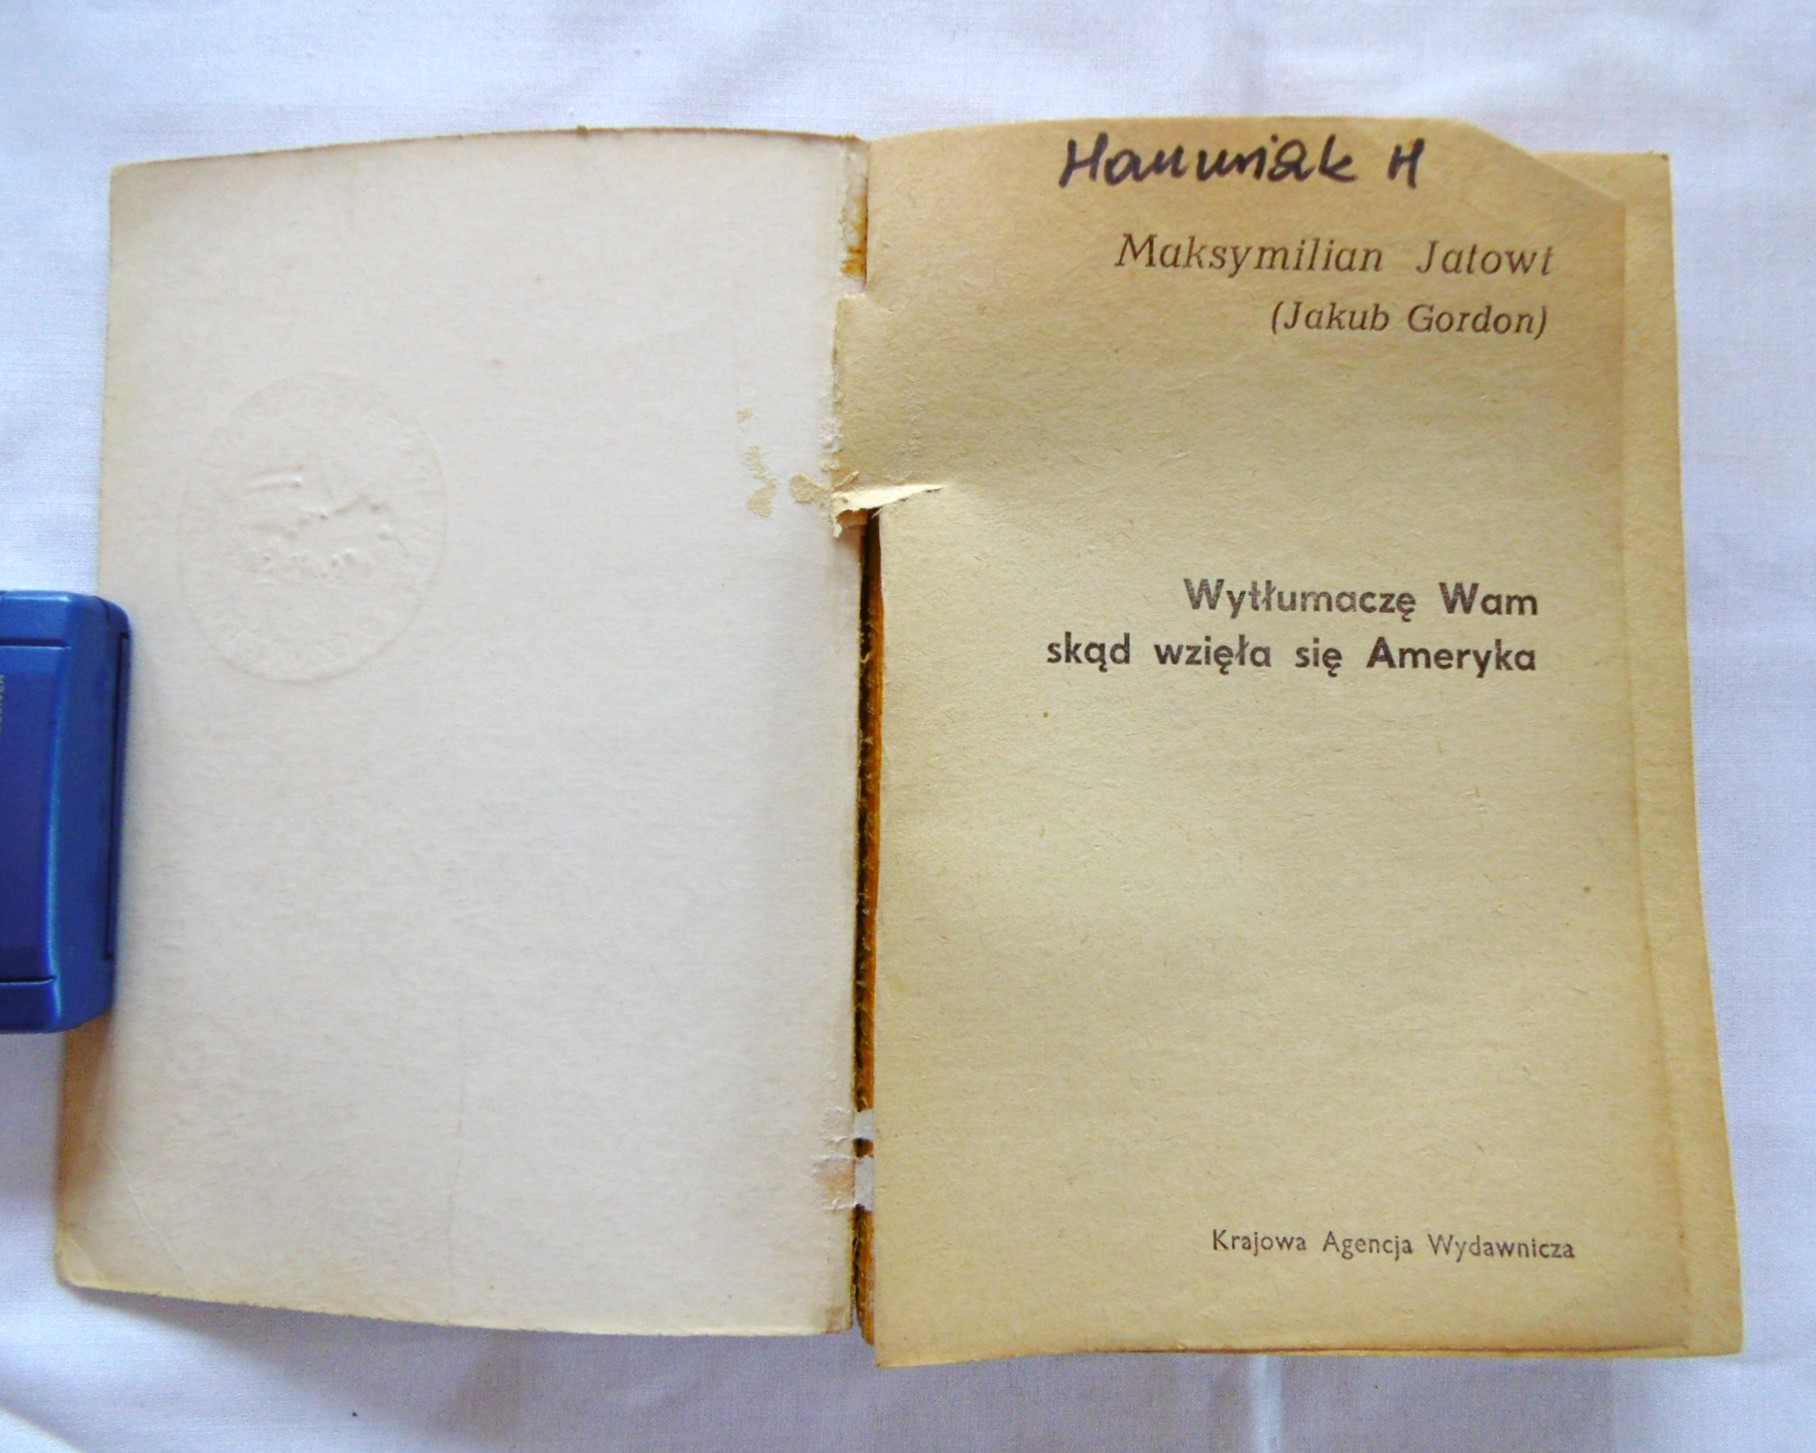 Hanuniak H
Maksymilian Jatowt
(Jakub Gordon)
Wytłumaczę Wam
skąd wzięła się Ameryka
Krajowa Agencja Wydawnicza